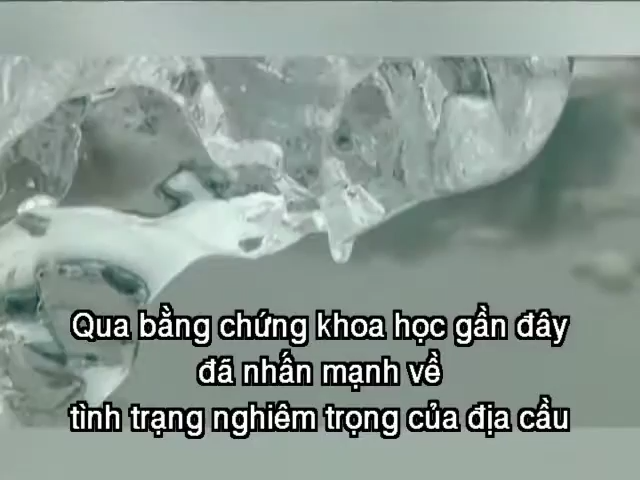 Qua bằng chứng khoa học gần đây
đã nhấn mạnh về
tình trạng nghiêm trọng của địa cầu